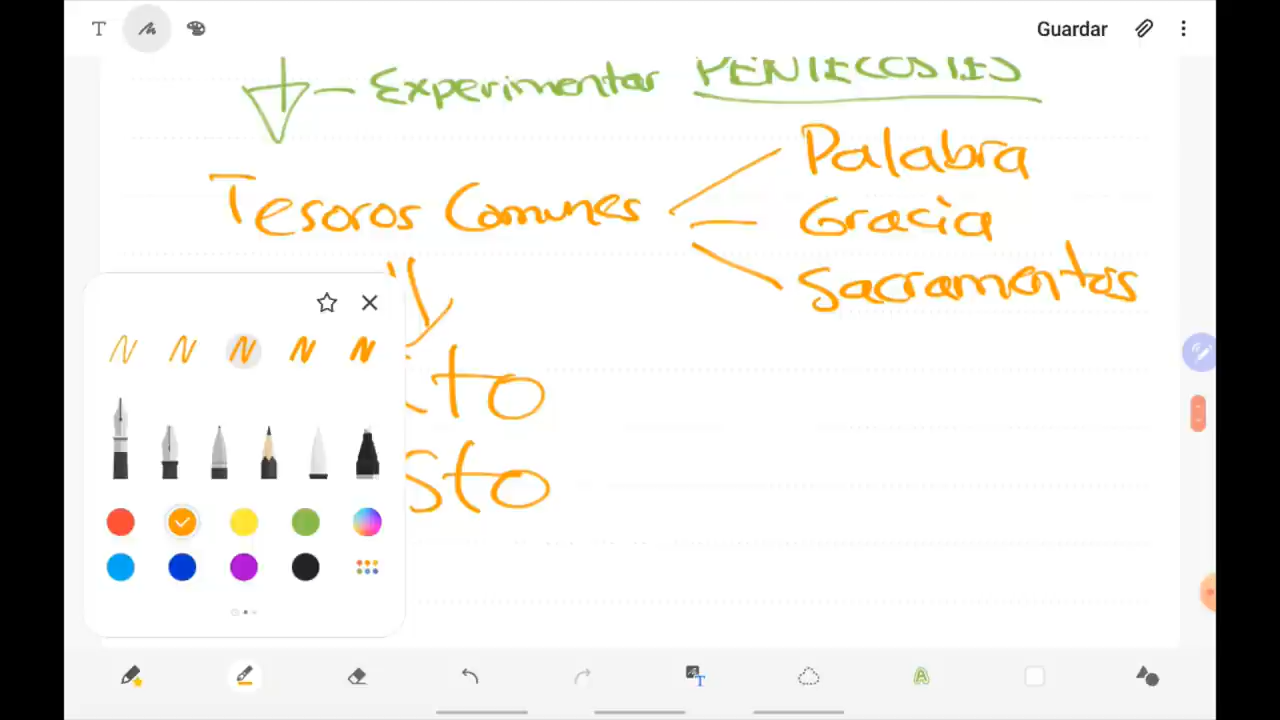 T
Guardar
- Experimentar PENTECOSTES
Palabra
Tesoros Comunes
Gracia
Sacramentos
T
A